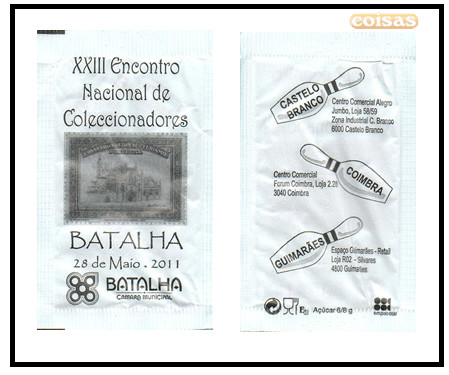 coisas
XXIII Encontro
Nacional de
Coleccionadores
BATALHA
28 de Maio . 2011
BATALHA
CÂMARA MUNICIPAL
CASTELO
BRANCO
Centro Comercial Alegro
Jumbo, Loja 58/59
Zona Industrial C. Branco
6000 Castelo Branco
COIMBRA
Centro Comercial
Forum Coimbra, Loja 2.28
3040 Coimbra
GUIMARÃES
Espaço Guimarães - Retail
Loja R02 - Silvares
4800 Guimarães
Açúcar 6/8 g